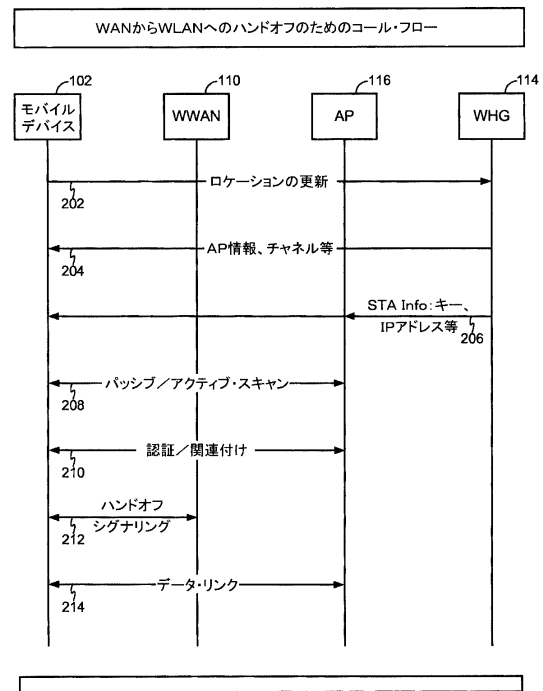 WANからWLANへのハンドオフのためのコール・フロー
102
110
116
114
モバイル
デバイス
WWAN
AP
WHG
ロケーションの更新
202
AP情報、チャネル等
204
STA Info：キー、
IPアドレス等
206
パッシブ／アクティブ・スキャン
208
認証／関連付け
210
ハンドオフ
シグナリング
212
データ・リンク
214